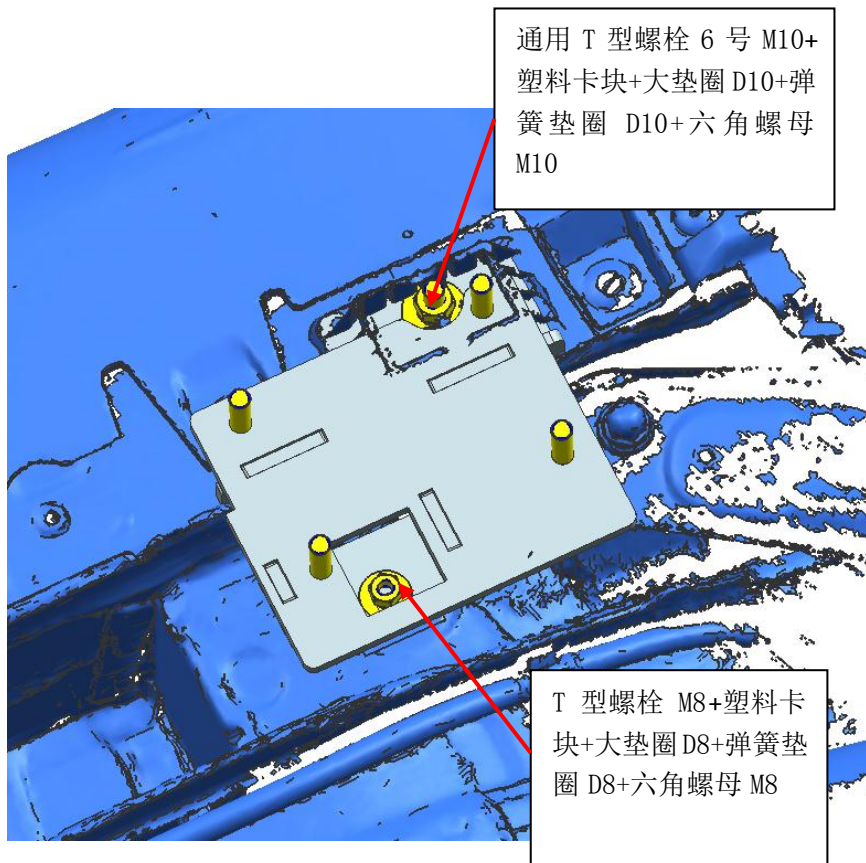 通用 T 型螺栓 6 号 M10+
塑料卡块+大垫圈 D10+弹
簧垫圈 D10+六角螺母
M10
T 型螺栓 M8+塑料卡
块+大垫圈 D8+弹簧垫
圈 D8+六角螺母 M8